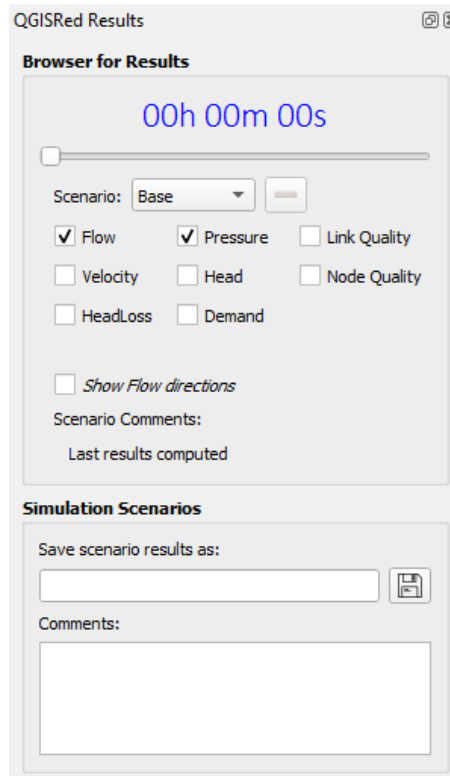 QGISRed Results
Browser for Results
00h 00m 00s
Scenario: Base
Flow Pressure Link Quality
Velocity Head Node Quality
HeadLoss Demand
Show Flow directions
Scenario Comments:
Last results computed
Simulation Scenarios
Save scenario results as:
Comments: